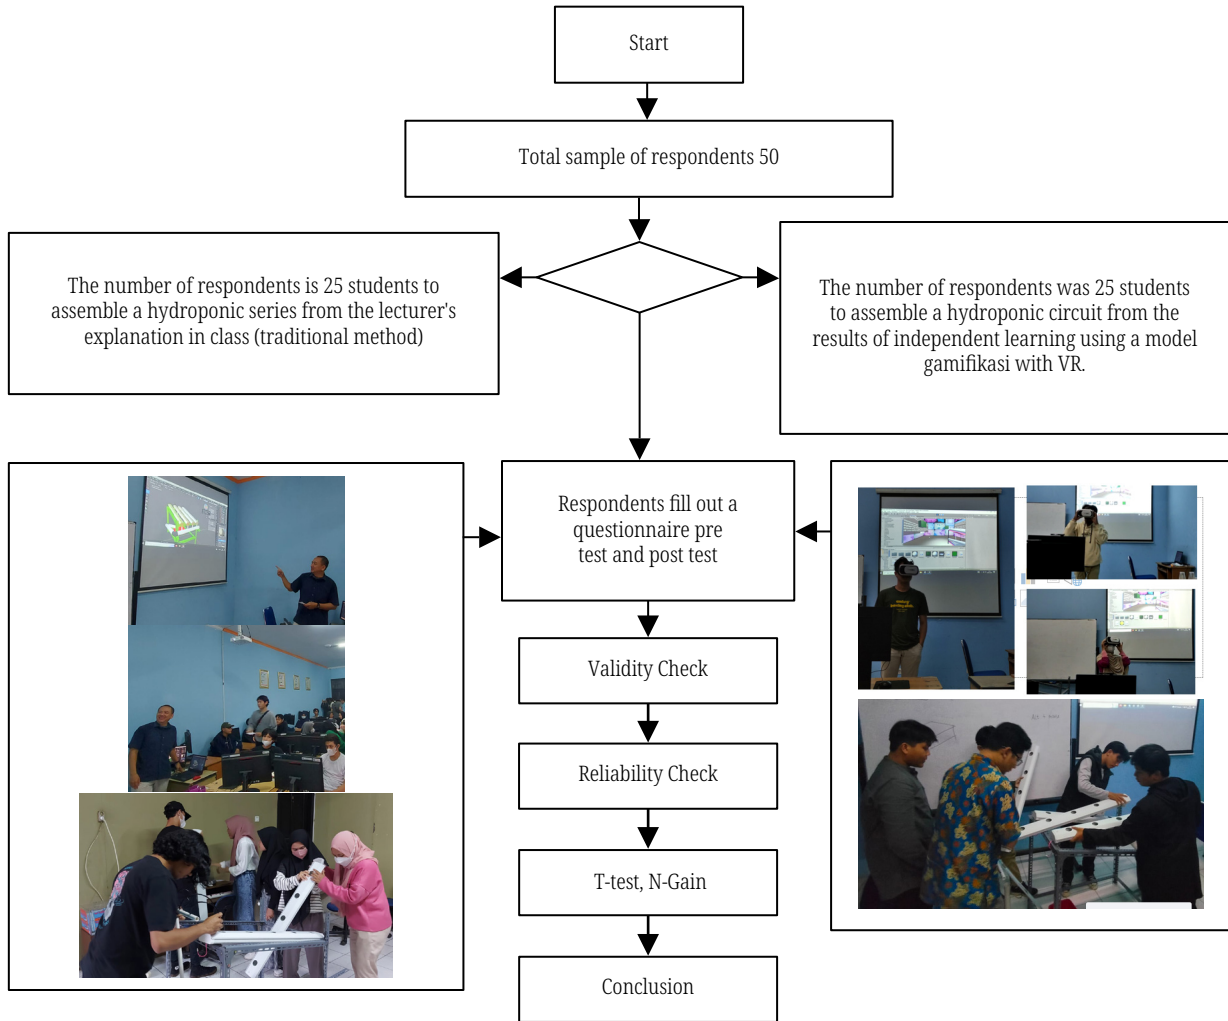 Start
Total sample of respondents 50
The number of respondents is 25 students to
assemble a hydroponic series from the lecturer's
explanation in class (traditional method)
The number of respondents was 25 students
to assemble a hydroponic circuit from the
results of independent learning using a model
gamifikasi with VR.
Respondents fill out a
questionnaire pre
test and post test
Validity Check
Reliability Check
T-test, N-Gain
Conclusion